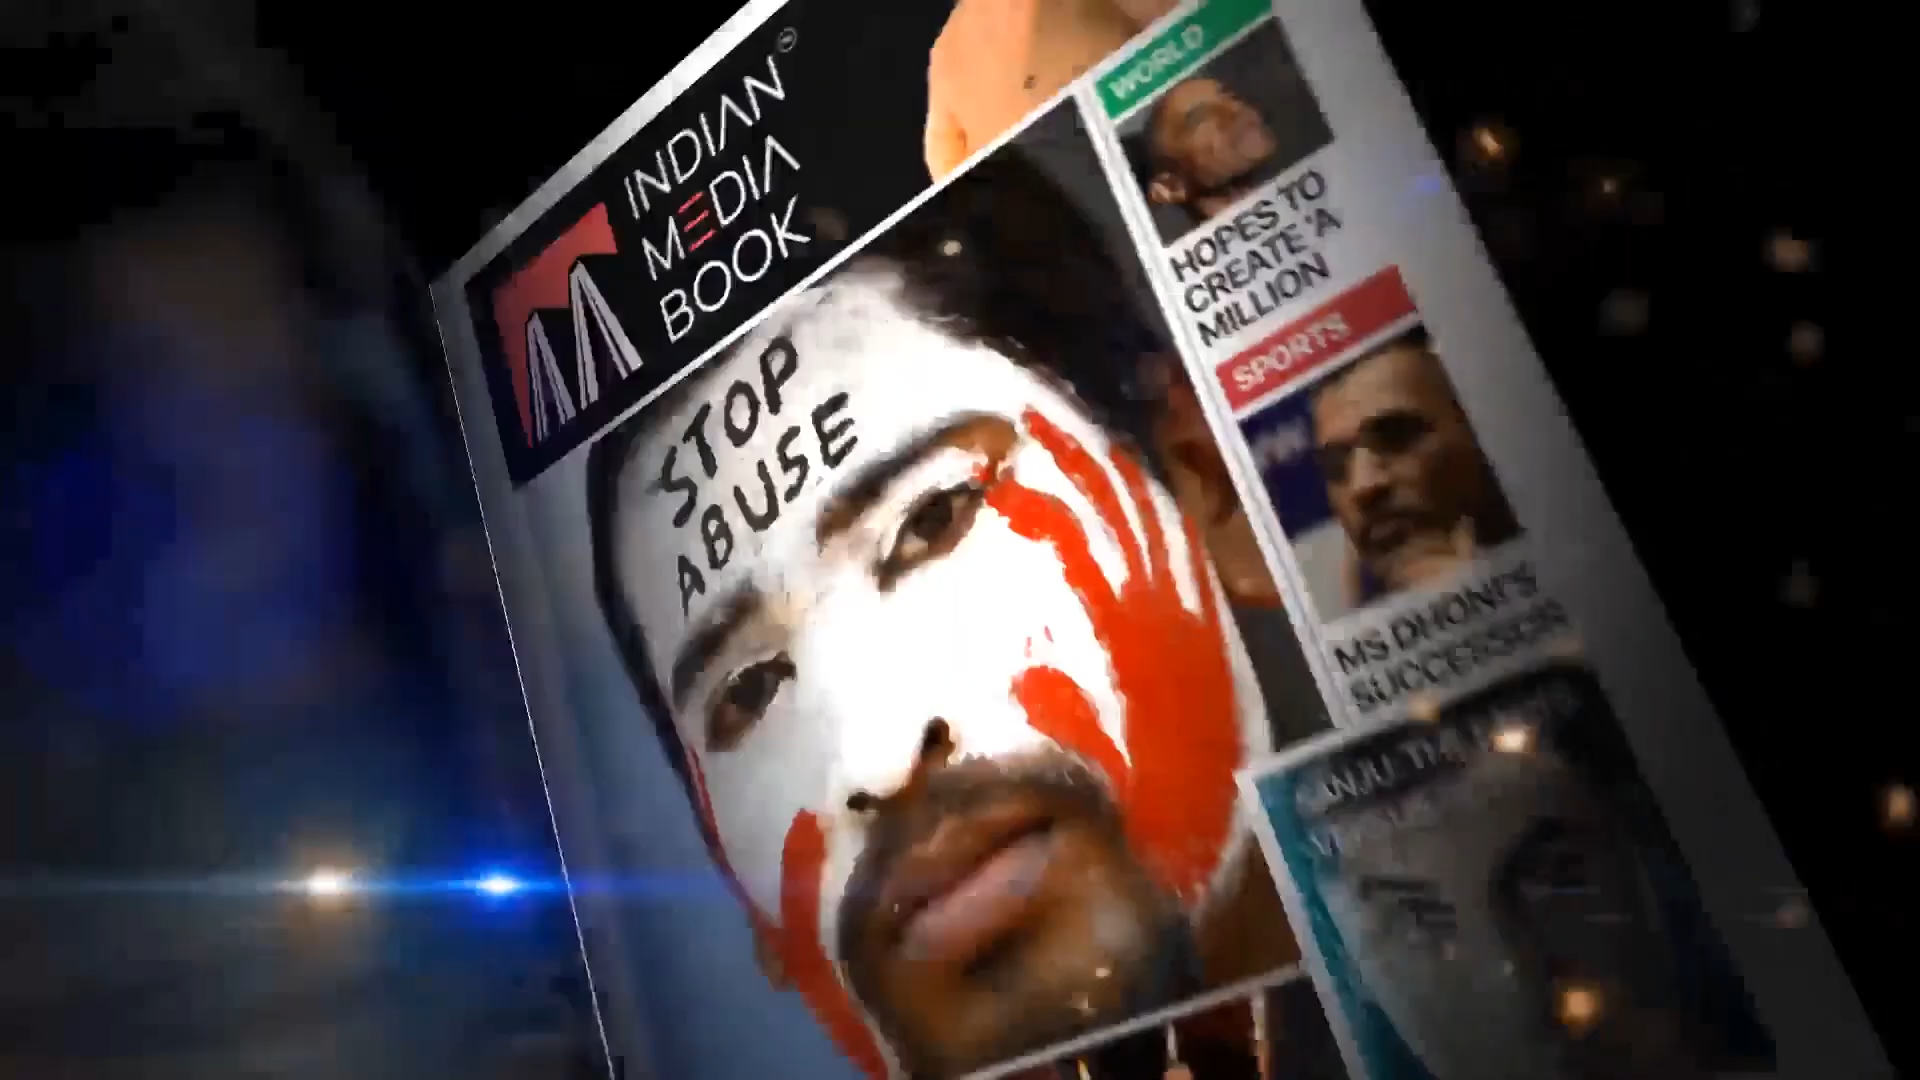 INDIAN
MEDIA
BOOK
STOP
ABUSE
WORLD
HOPES TO
CREATE 'A
MILLION
SPORTS
MS DHONI'S
SUCCESSOR